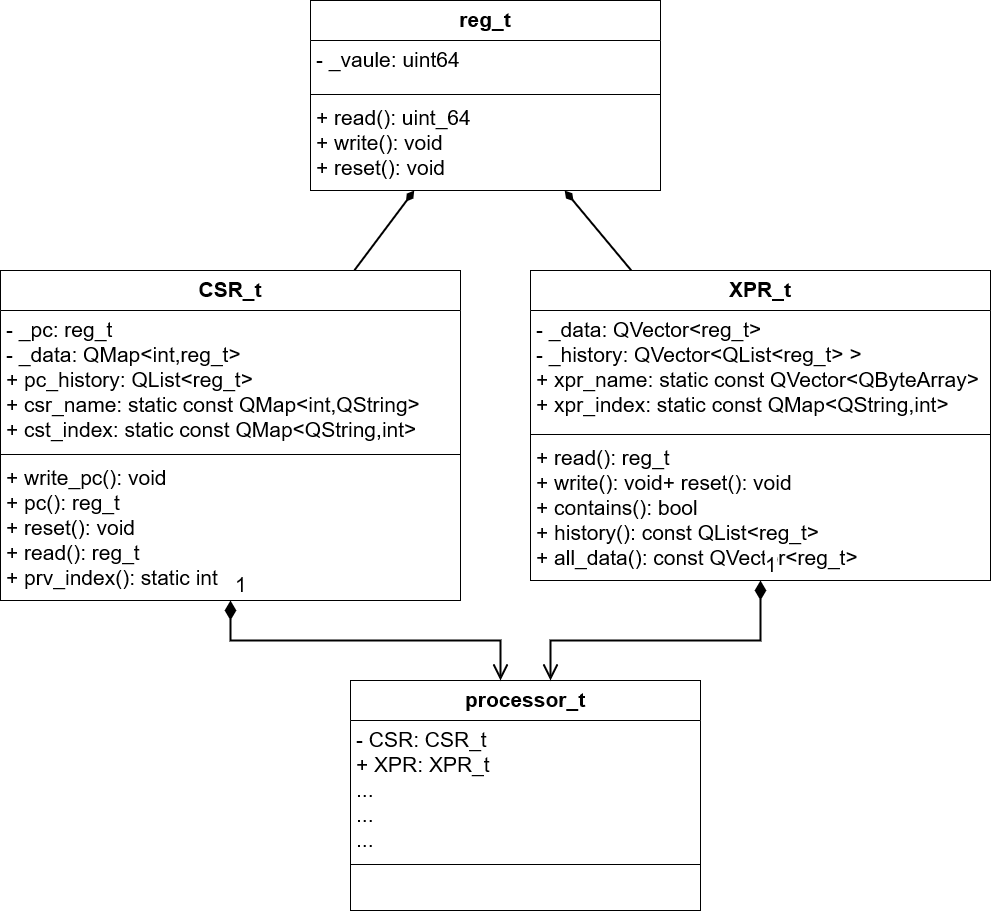 reg_t
- _vaule: uint64
+ read(): uint_64
+ write(): void
+ reset(): void
CSR_t
- _pc: reg_t
- _data: QMap<int,reg_t>
+ pc_history: QList<reg_t>
+ csr_name: static const QMap<int,QString>
+ cst_index: static const QMap<QString,int>
+ write_pc(): void
+ pc(): reg_t
+ reset(): void
+ read(): reg_t
+ prv_index(): static int
1
XPR_t
- _data: QVector<reg_t>
- _history: QVector<QList<reg_t> >
+ xpr_name: static const QVector<QByteArray>
+ xpr_index: static const QMap<QString,int>
+ read(): reg_t
+ write(): void+ reset(): void
+ contains(): bool
+ history(): const QList<reg_t>
+ all_data(): const QVector<reg_t>
1
processor_t
- CSR: CSR_t
+ XPR: XPR_t
...
...
...